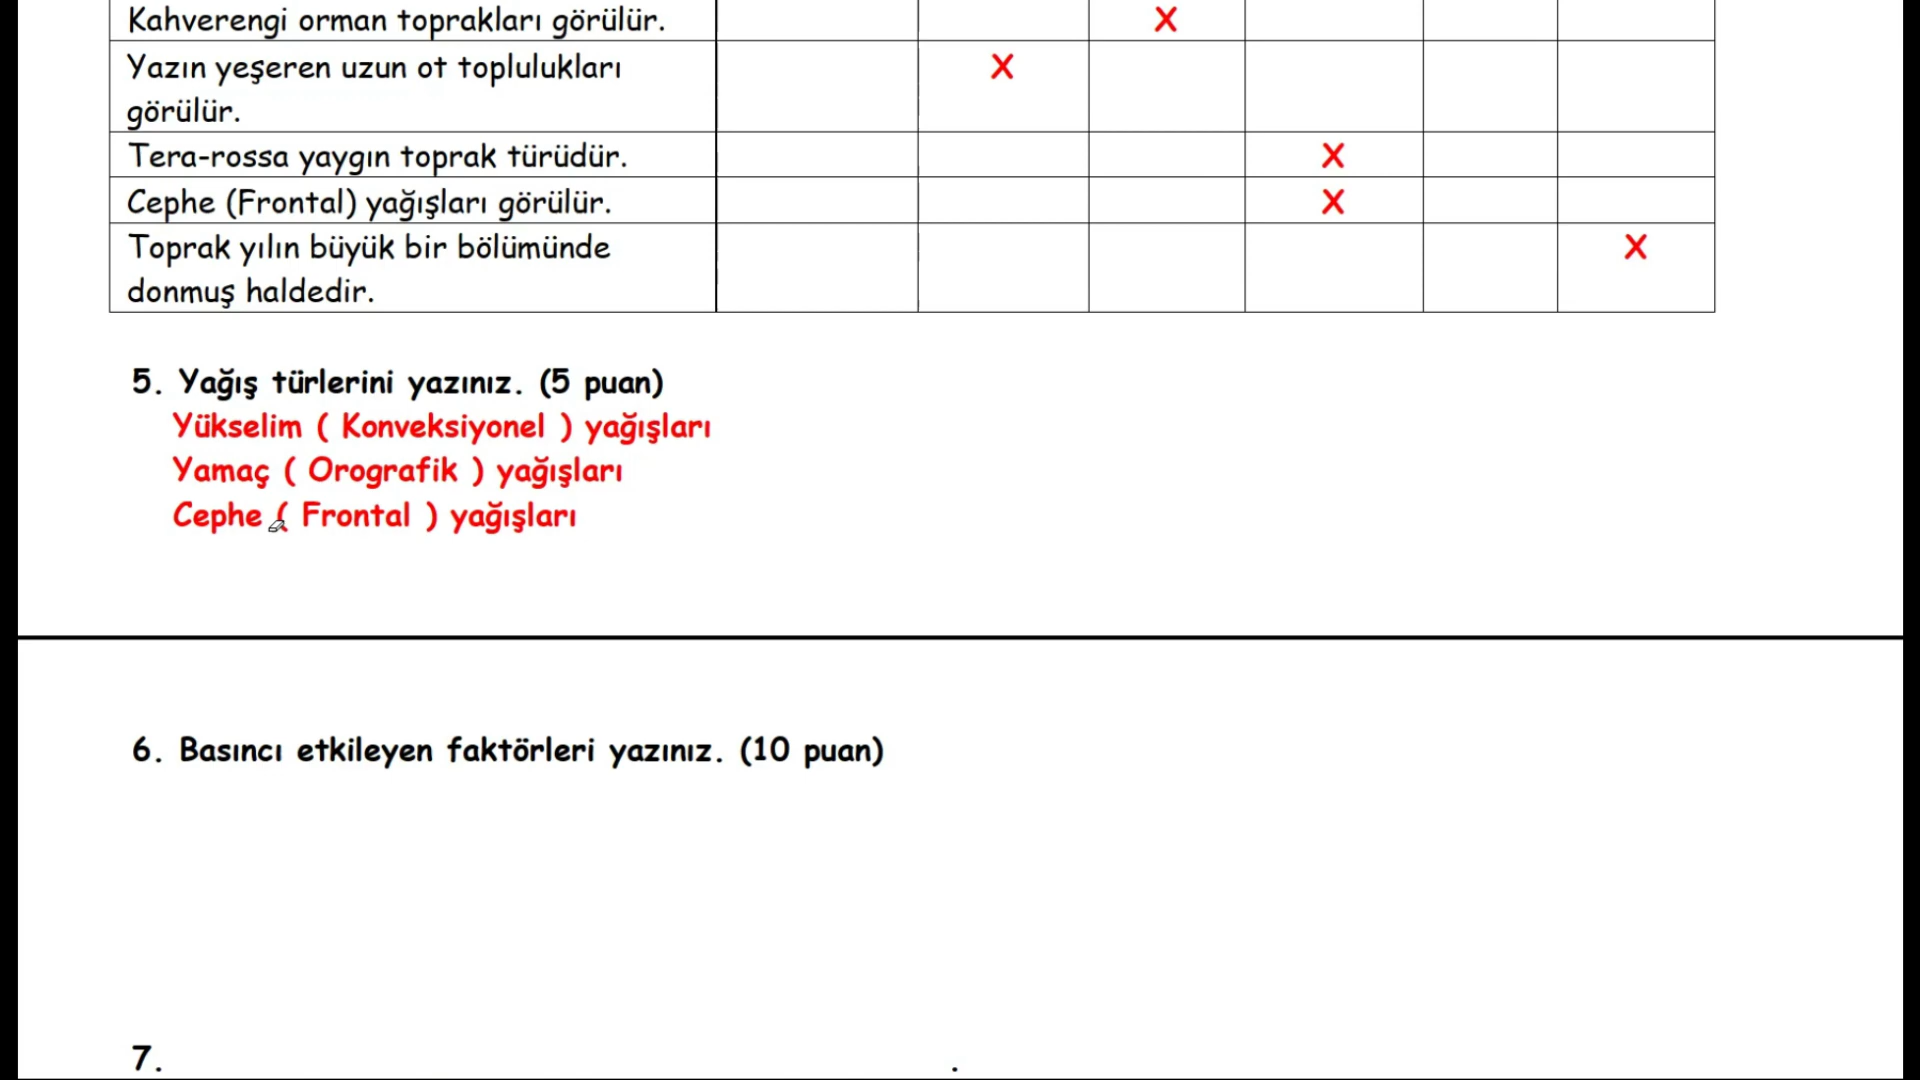 Kahverengi orman toprakları görülür. X
Yazın yeşeren uzun ot toplulukları X
görülür.
Tera-rossa yaygın toprak türüdür. X
Cephe (Frontal) yağışları görülür. X
Toprak yılın büyük bir bölümünde X
donmuş haldedir.
5. Yağış türlerini yazınız. (5 puan)
Yükselim ( Konveksiyonel ) yağışları
Yamaç ( Orografik ) yağışları
Cephe ( Frontal ) yağışları
6. Basıncı etkileyen faktörleri yazınız. (10 puan)
7. .